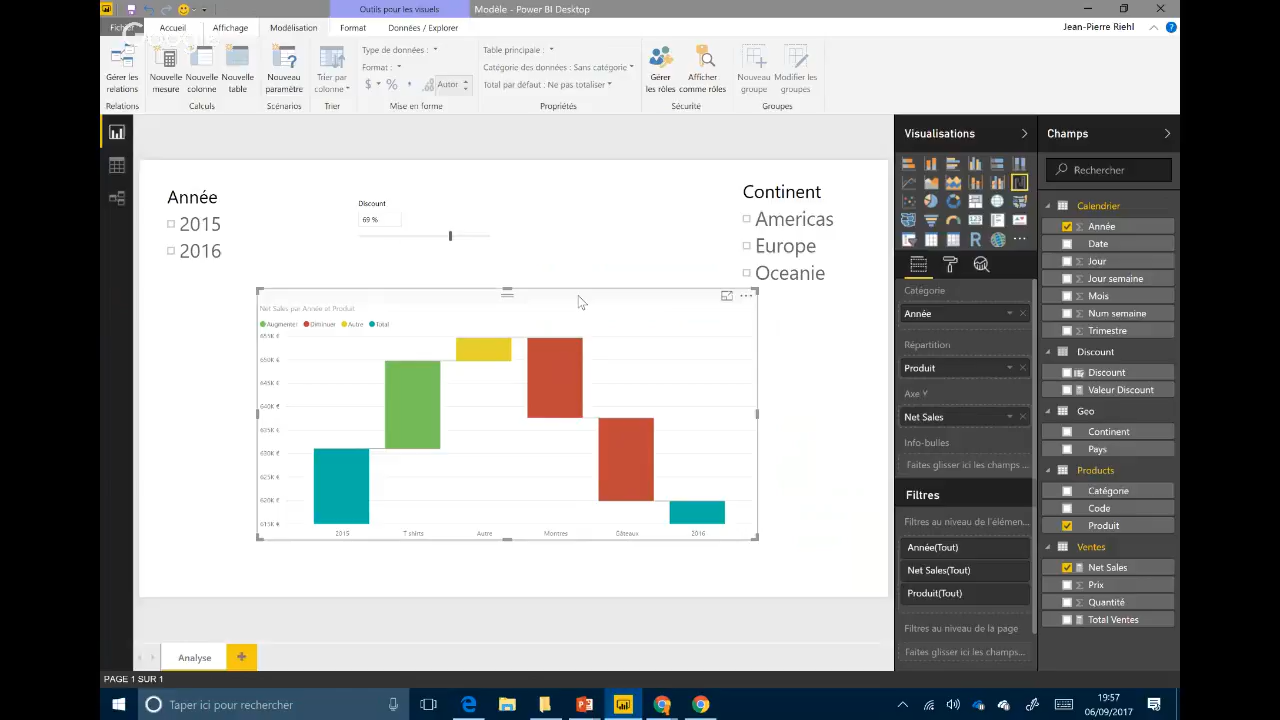 Outils pour les visuels
Modèle - Power BI Desktop
Fichier
Accueil
Affichage
Modélisation
Format
Données / Explorer
Jean-Pierre Riehl
Gérer les
relations
Nouvelle
mesure
Nouvelle
colonne
Nouvelle
table
Nouveau
paramètre
Trier par
colonne
Type de données :
Format :
$ % Autor
Table principale :
Catégorie des données : Sans catégorie
Total par défaut : Ne pas totaliser
Gérer
les rôles
Afficher
comme rôles
Nouveau
groupe
Modifier les
groupes
Relations
Calculs
Scénarios
Trier
Mise en forme
Propriétés
Sécurité
Groupes
Année
2015
2016
Discount
69 %
Continent
Americas
Europe
Oceanie
Net Sales par Année et Produit
Augmenter Diminuer Autre Total
655K €
650K €
645K €
640K €
635K €
630K €
625K €
620K €
615K €
2015 T shirts Autre Montres Gâteaux 2016
Visualisations
R
Catégorie
Année
Répartition
Produit
Axe Y
Net Sales
Info-bulles
Faites glisser ici les champs ...
Filtres
Filtres au niveau de l'élémen...
Année(Tout)
Net Sales(Tout)
Produit(Tout)
Filtres au niveau de la page
Faites glisser ici les champs...
Champs
Rechercher
Calendrier
Année
Date
Jour
Jour semaine
Mois
Num semaine
Trimestre
Discount
Discount
Valeur Discount
Geo
Continent
Pays
Products
Catégorie
Code
Produit
Ventes
Net Sales
Prix
Quantité
Total Ventes
Analyse
PAGE 1 SUR 1
Taper ici pour rechercher
19:57
06/09/2017